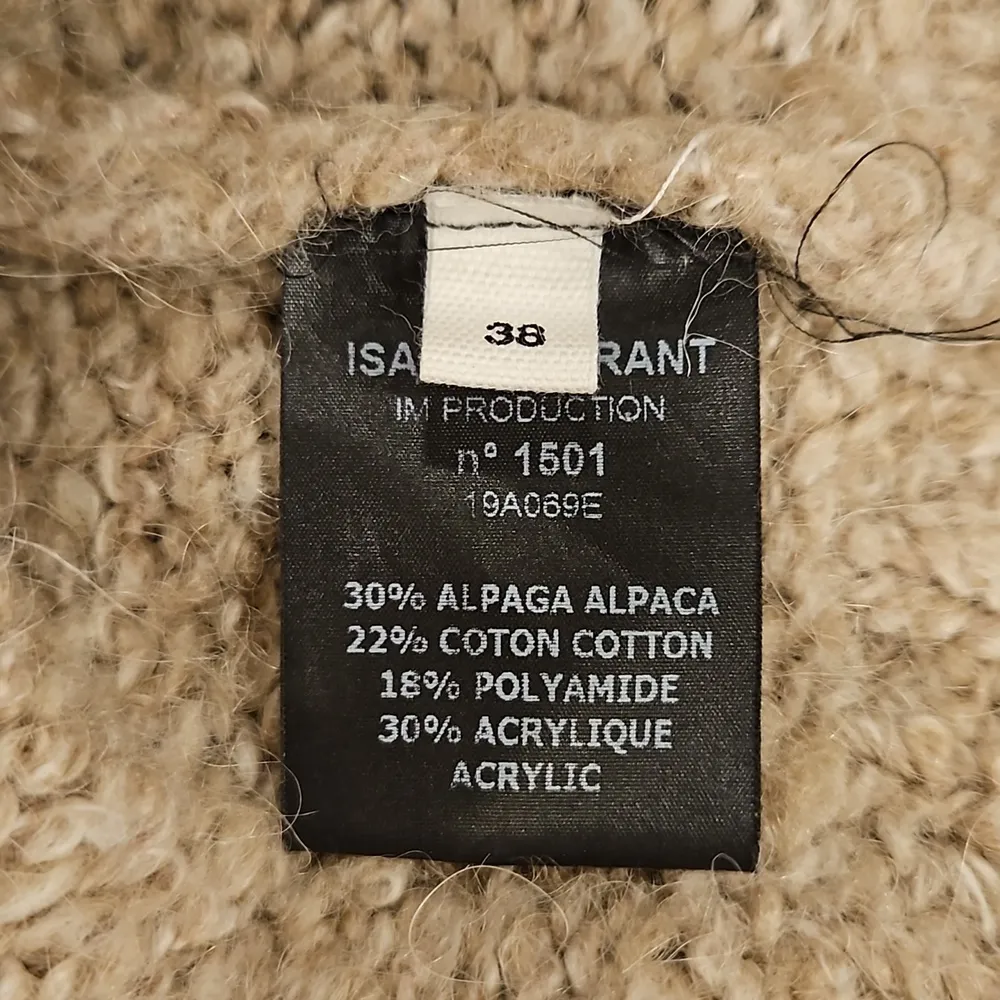 38
ISA RANT
IM PRODUCTION
n° 1501
19A069E
30% ALPAGA ALPACA
22% COTON COTTON
18% POLYAMIDE
30% ACRYLIQUE
ACRYLIC